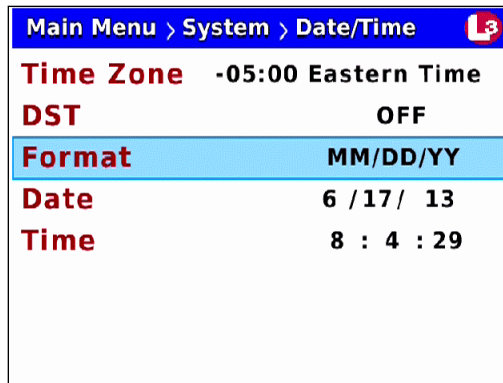 Main Menu > System > Date/Time L3
Time Zone -05:00 Eastern Time
DST OFF
Format MM/DD/YY
Date 6 /17/ 13
Time 8 : 4 :29